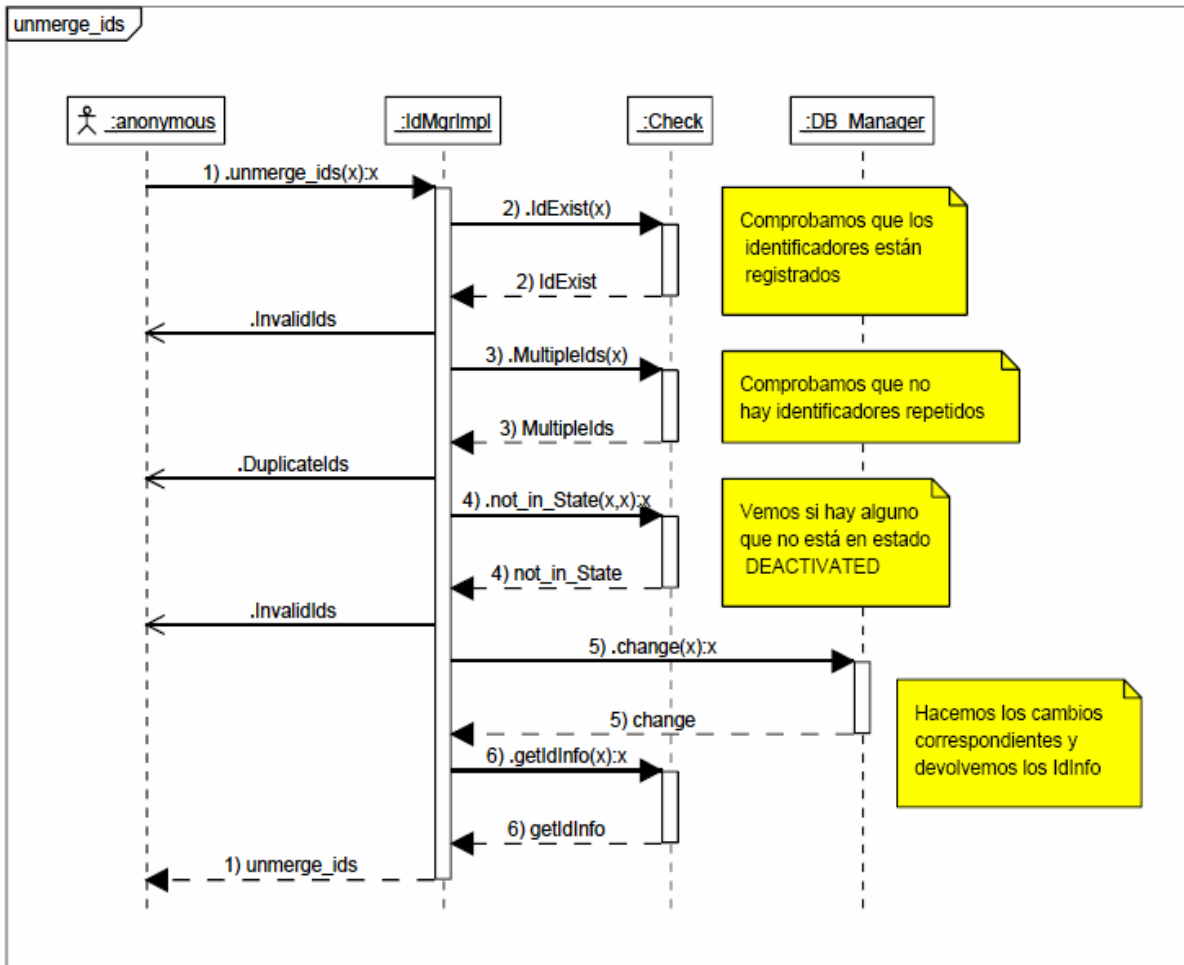 unmerge_ids
:anonymous
:IdMgrImpl
:Check
:DB_Manager
1) .unmerge_ids(x):x
2) .IdExist(x)
Comprobamos que los
identificadores están
registrados
2) IdExist
.InvalidIds
3) .MultipleIds(x)
Comprobamos que no
hay identificadores repetidos
3) MultipleIds
.DuplicateIds
4) .not_in_State(x,x):x
Vemos si hay alguno
que no está en estado
DEACTIVATED
4) not_in_State
.InvalidIds
5) .change(x):x
5) change
Hacemos los cambios
correspondientes y
devolvemos los IdInfo
6) .getIdInfo(x):x
6) getIdInfo
1) unmerge_ids